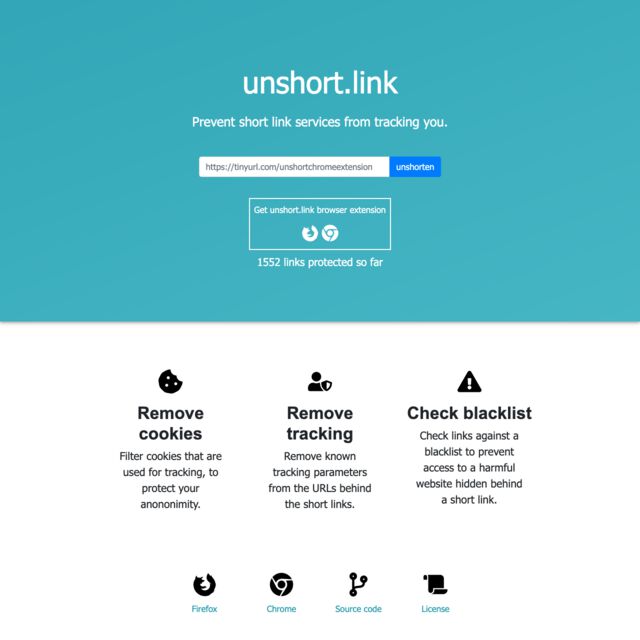 unshort.link
Prevent short link services from tracking you.
https://tinyurl.com/unshortchromeextension
unshorten
Get unshort.link browser extension
1552 links protected so far
Remove
cookies
Filter cookies that are
used for tracking, to
protect your
anononimity.
Remove
tracking
Remove known
tracking parameters
from the URLs behind
the short links.
Check blacklist
Check links against a
blacklist to prevent
access to a harmful
website hidden behind
a short link.
Firefox
Chrome
Source code
License